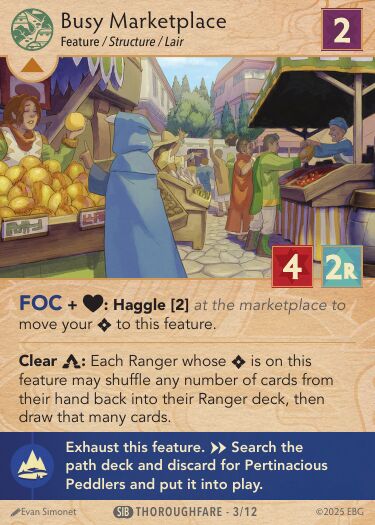 Busy Marketplace
Feature / Structure / Lair
2
4
2R
FOC + : Haggle [2] at the marketplace to
move your to this feature.
Clear : Each Ranger whose is on this
feature may shuffle any number of cards from
their hand back into their Ranger deck, then
draw that many cards.
Exhaust this feature. Search the
path deck and discard for Pertinacious
Peddlers and put it into play.
Evan Simonet
SIB THOROUGHFARE - 3/12
©2025 EBG